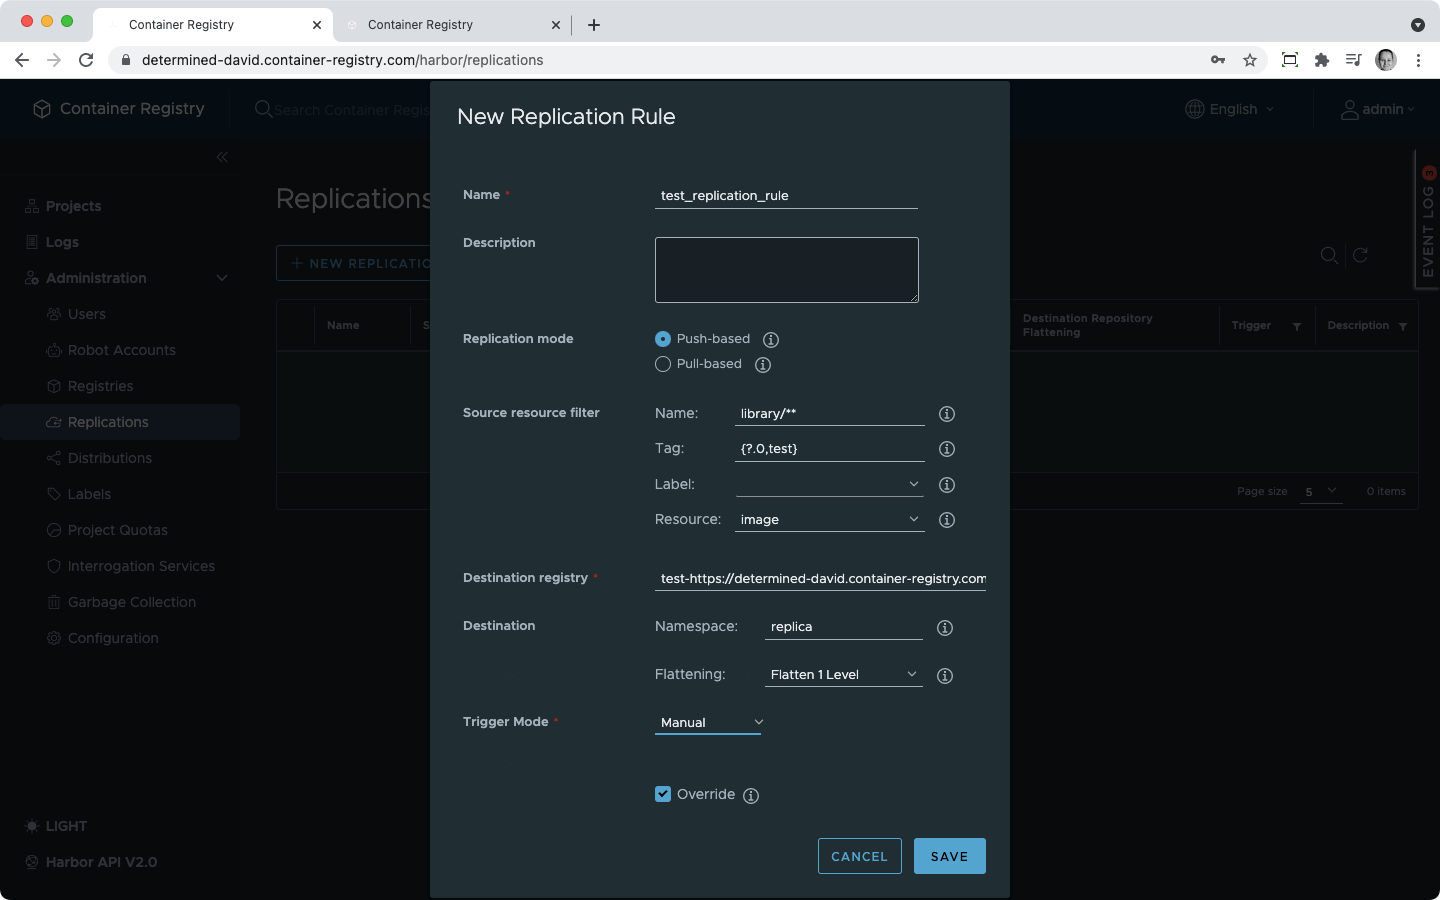 Container Registry
Container Registry
determined-david.container-registry.com/harbor/replications
Container Registry
Search Container Regis
English
admin
New Replication Rule
EVENT LOG 3
Replications
Projects
Logs
Administration
Users
Robot Accounts
Registries
Replications
Distributions
Labels
Project Quotas
Interrogation Services
Garbage Collection
Configuration
LIGHT
Harbor API V2.0
+ NEW REPLICATIO
Name
S
Destination Repository
Flattening
Trigger
Description
Page size 5 0 items
Name *
test_replication_rule
Description
Replication mode
Push-based
Pull-based
Source resource filter
Name: library/**
Tag: {?.0,test}
Label:
Resource: image
Destination registry *
test-https://determined-david.container-registry.com
Destination
Namespace: replica
Flattening: Flatten 1 Level
Trigger Mode *
Manual
Override
CANCEL
SAVE